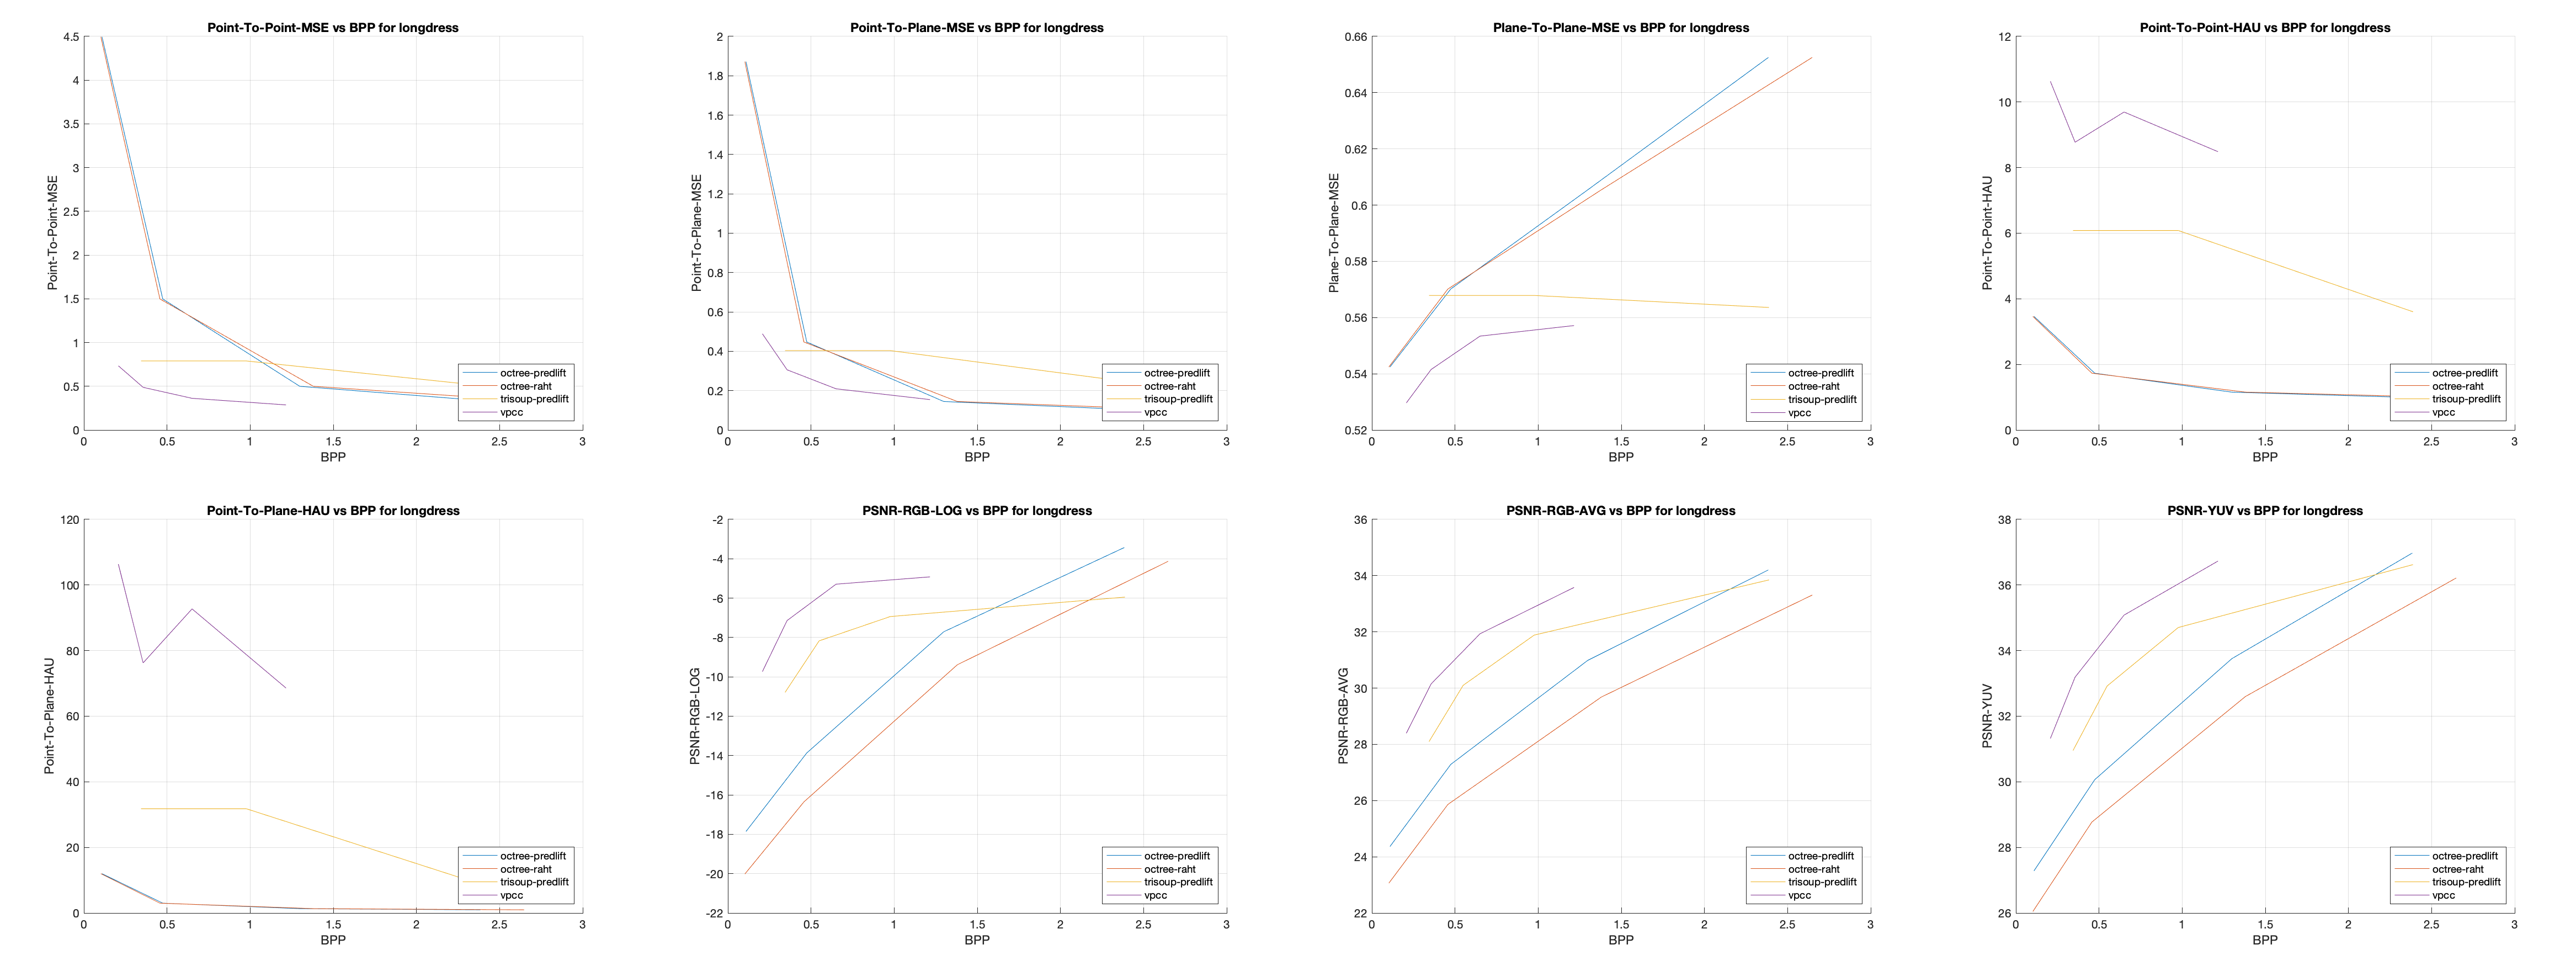 Point-To-Point-MSE vs BPP for longdress
Point-To-Point-MSE
4.5
4
3.5
3
2.5
2
1.5
1
0.5
0
0 0.5 1 1.5 2 2.5 3
BPP
octree-predlift
octree-raht
trisoup-predlift
vpcc
Point-To-Plane-MSE vs BPP for longdress
Point-To-Plane-MSE
2
1.8
1.6
1.4
1.2
1
0.8
0.6
0.4
0.2
0
0 0.5 1 1.5 2 2.5 3
BPP
octree-predlift
octree-raht
trisoup-predlift
vpcc
Plane-To-Plane-MSE vs BPP for longdress
Plane-To-Plane-MSE
0.66
0.64
0.62
0.6
0.58
0.56
0.54
0.52
0 0.5 1 1.5 2 2.5 3
BPP
octree-predlift
octree-raht
trisoup-predlift
vpcc
Point-To-Point-HAU vs BPP for longdress
Point-To-Point-HAU
12
10
8
6
4
2
0
0 0.5 1 1.5 2 2.5 3
BPP
octree-predlift
octree-raht
trisoup-predlift
vpcc
Point-To-Plane-HAU vs BPP for longdress
Point-To-Plane-HAU
120
100
80
60
40
20
0
0 0.5 1 1.5 2 2.5 3
BPP
octree-predlift
octree-raht
trisoup-predlift
vpcc
PSNR-RGB-LOG vs BPP for longdress
PSNR-RGB-LOG
-2
-4
-6
-8
-10
-12
-14
-16
-18
-20
-22
0 0.5 1 1.5 2 2.5 3
BPP
octree-predlift
octree-raht
trisoup-predlift
vpcc
PSNR-RGB-AVG vs BPP for longdress
PSNR-RGB-AVG
36
34
32
30
28
26
24
22
0 0.5 1 1.5 2 2.5 3
BPP
octree-predlift
octree-raht
trisoup-predlift
vpcc
PSNR-YUV vs BPP for longdress
PSNR-YUV
38
36
34
32
30
28
26
0 0.5 1 1.5 2 2.5 3
BPP
octree-predlift
octree-raht
trisoup-predlift
vpcc